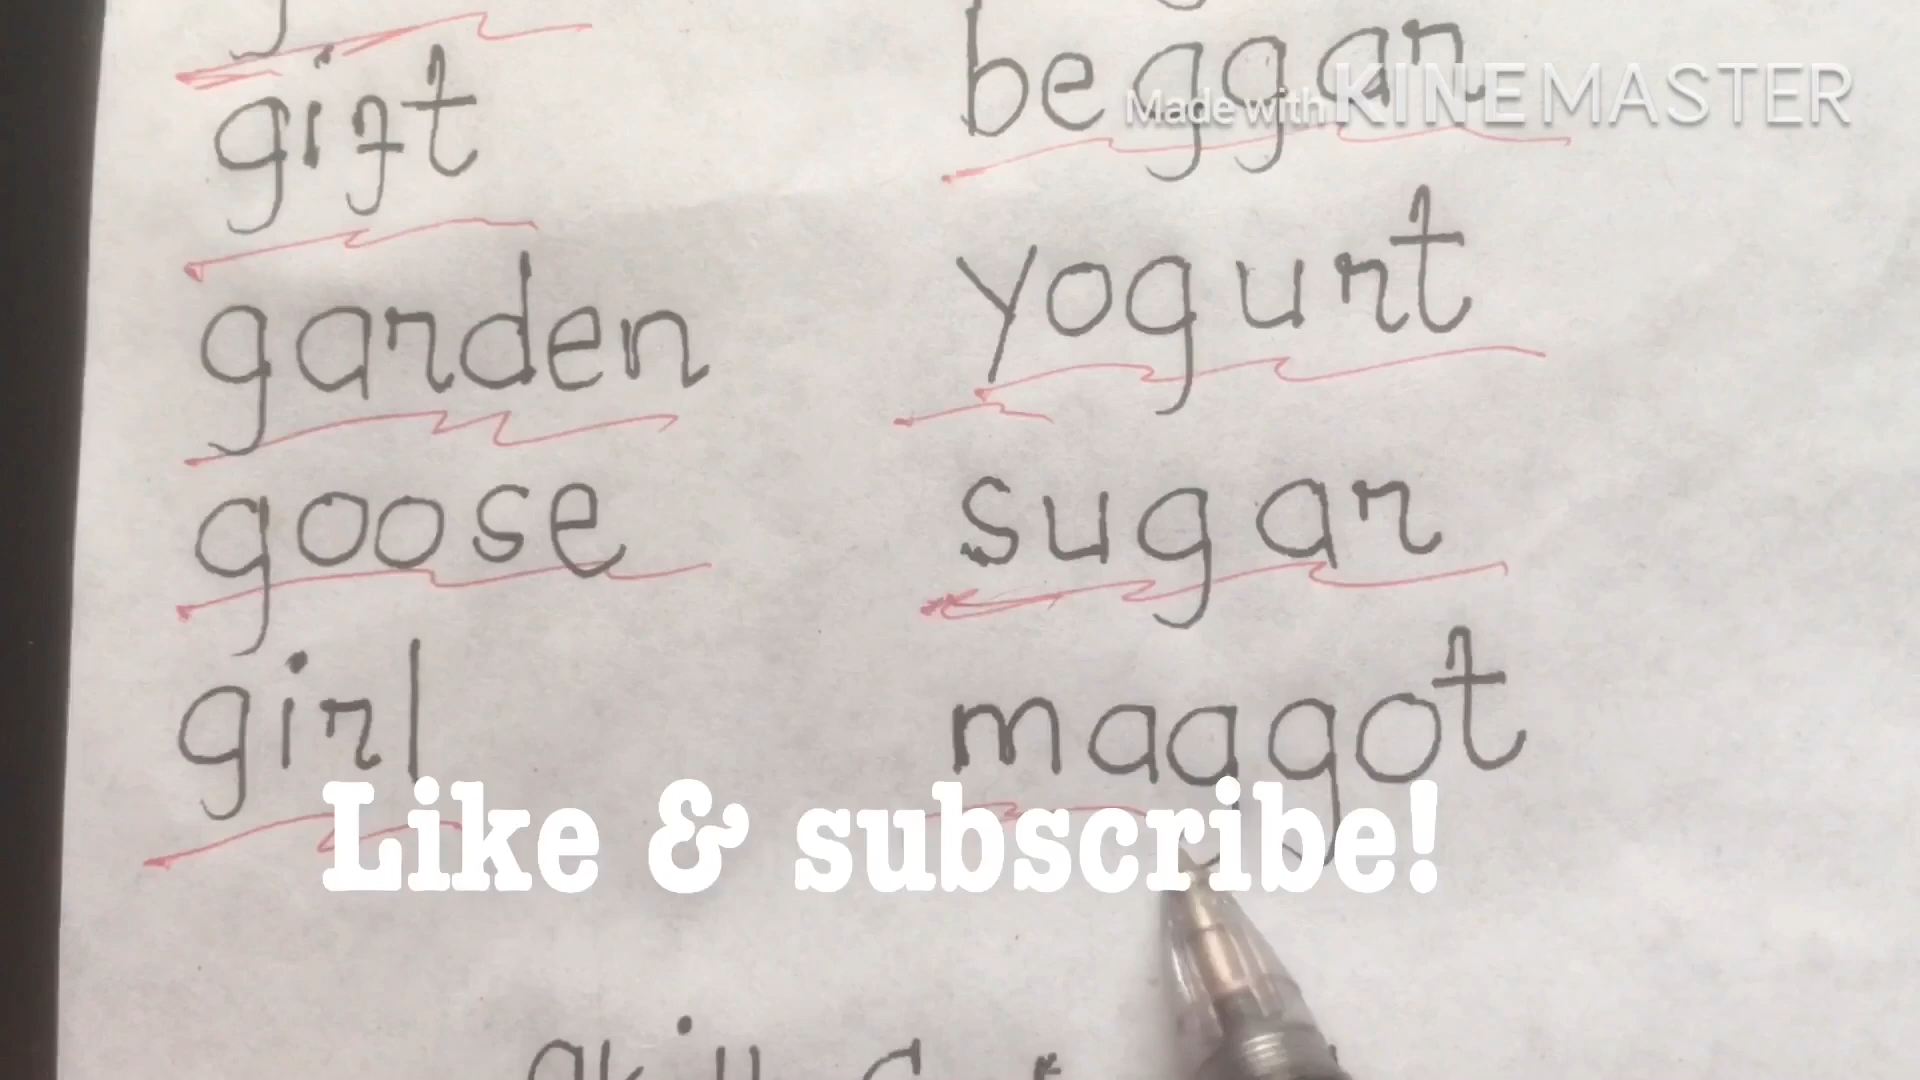 gift
garden
goose
girl
beggar
Made with KINEMASTER
yogurt
sugar
maggot
Like & subscribe!